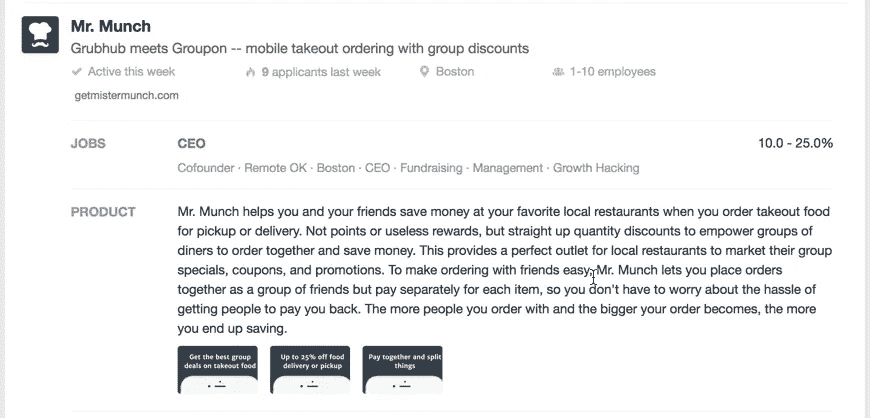 Mr. Munch
Grubhub meets Groupon -- mobile takeout ordering with group discounts
Active this week 9 applicants last week Boston 1-10 employees
getmistermunch.com
JOBS CEO 10.0 - 25.0%
Cofounder · Remote OK · Boston · CEO · Fundraising · Management · Growth Hacking
PRODUCT Mr. Munch helps you and your friends save money at your favorite local restaurants when you order takeout food
for pickup or delivery. Not points or useless rewards, but straight up quantity discounts to empower groups of
diners to order together and save money. This provides a perfect outlet for local restaurants to market their group
specials, coupons, and promotions. To make ordering with friends easy, Mr. Munch lets you place orders
together as a group of friends but pay separately for each item, so you don't have to worry about the hassle of
getting people to pay you back. The more people you order with and the bigger your order becomes, the more
you end up saving.
Get the best group
deals on takeout food
Up to 25% off food
delivery or pickup
Pay together and split
things